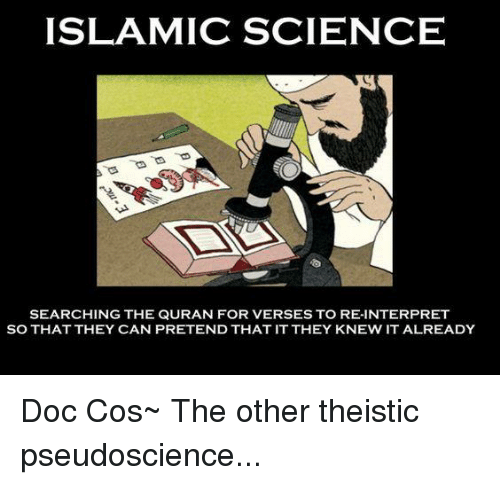 ISLAMIC SCIENCE
E=mc²
SEARCHING THE QURAN FOR VERSES TO RE-INTERPRET
SO THAT THEY CAN PRETEND THAT IT THEY KNEW IT ALREADY
Doc Cos~ The other theistic
pseudoscience...